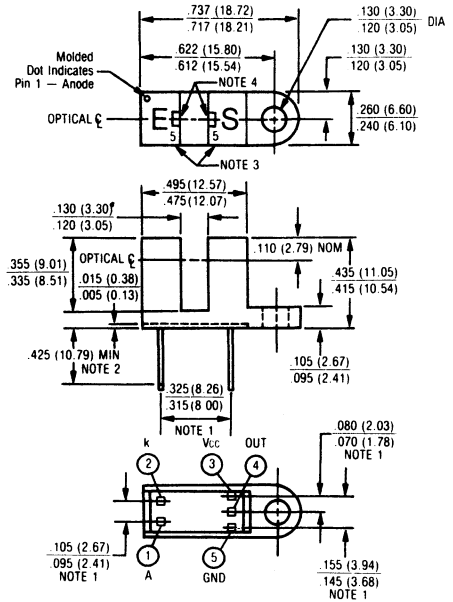 .737 (18.72)
.717 (18.21)
.130 (3.30)
.120 (3.05)
DIA
.622 (15.80)
.612 (15.54)
Molded
Dot Indicates
Pin 1 — Anode
NOTE 4
.130 (3.30)
120 (3.05)
OPTICAL ℄
E
S
5
5
.260 (6.60)
.240 (6.10)
NOTE 3
.495 (12.57)
.475 (12.07)
.130 (3.30)
.120 (3.05)
.110 (2.79) NOM
OPTICAL ℄
.355 (9.01)
.335 (8.51)
.015 (0.38)
.005 (0.13)
.435 (11.05)
.415 (10.54)
.425 (10.79) MIN
NOTE 2
.105 (2.67)
.095 (2.41)
.325 (8.26)
.315 (8 00)
NOTE 1
.080 (2.03)
.070 (1.78)
NOTE 1
k
Vcc
OUT
2
3
4
1
5
A
GND
.105 (2.67)
.095 (2.41)
NOTE 1
.155 (3.94)
.145 (3.68)
NOTE 1